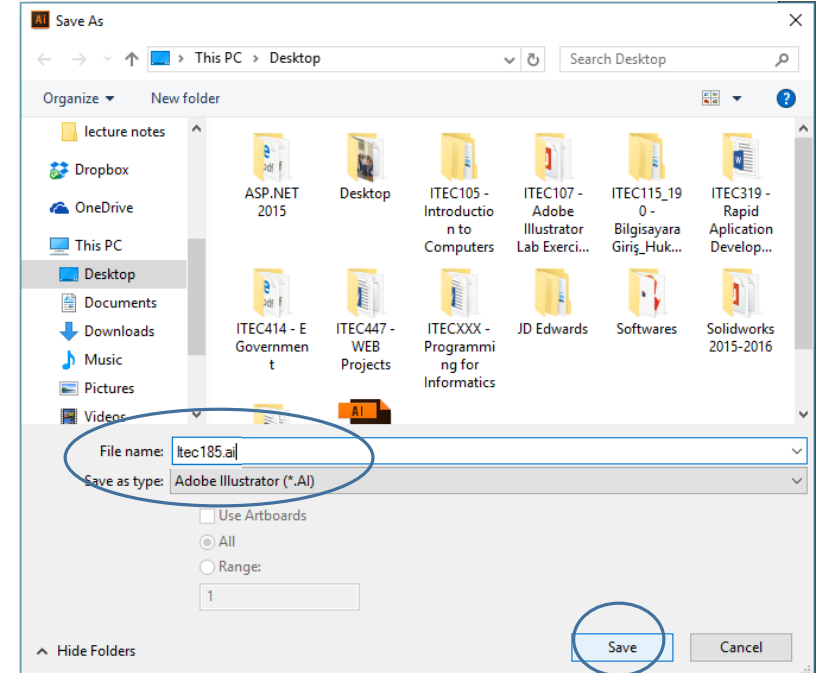 Ai Save As
This PC > Desktop
Search Desktop
Organize New folder
lecture notes
Dropbox
OneDrive
This PC
Desktop
Documents
Downloads
Music
Pictures
Videos
ASP.NET
2015
Desktop
ITEC105 -
Introductio
n to
Computers
ITEC107 -
Adobe
Illustrator
Lab Exerci...
ITEC115_19
0 -
Bilgisayara
Giriş_Huk...
ITEC319 -
Rapid
Aplication
Develop...
ITEC414 - E
Governmen
t
ITEC447 -
WEB
Projects
ITECXXX -
Programmi
ng for
Informatics
JD Edwards
Softwares
Solidworks
2015-2016
AI
File name: Itec185.ai
Save as type: Adobe Illustrator (*.AI)
Use Artboards
All
Range:
1
Hide Folders
Save Cancel